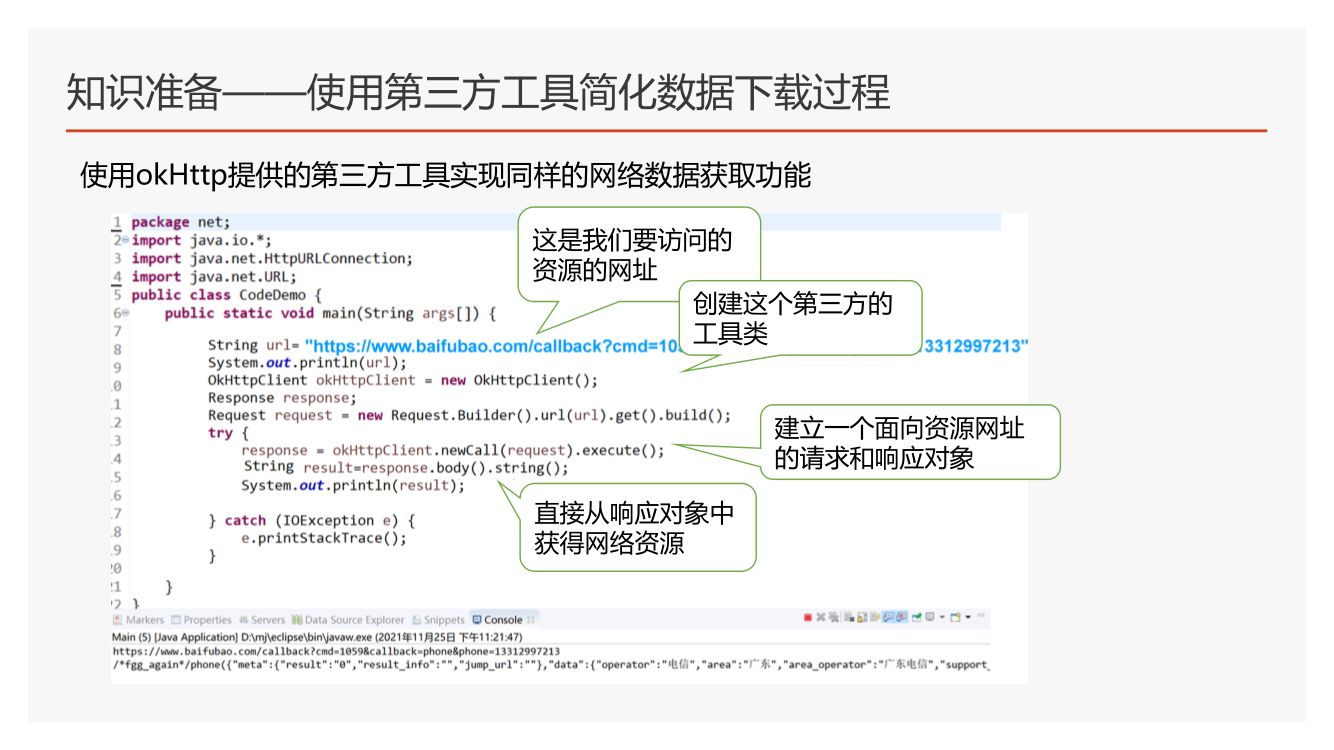 知识准备——使用第三方工具简化数据下载过程
使用okHttp提供的第三方工具实现同样的网络数据获取功能
这是我们要访问的
资源的网址
创建这个第三方的
工具类
建立一个面向资源网址
的请求和响应对象
直接从响应对象中
获得网络资源
1 package net;
2 import java.io.*;
3 import java.net.HttpURLConnection;
4 import java.net.URL;
5 public class CodeDemo {
6 public static void main(String args[]) {
7
8 String url= "https://www.baifubao.com/callback?cmd=10 3312997213"
9 System.out.println(url);
0 OkHttpClient okHttpClient = new OkHttpClient();
1 Response response;
2 Request request = new Request.Builder().url(url).get().build();
3 try {
4 response = okHttpClient.newCall(request).execute();
5 String result=response.body().string();
6 System.out.println(result);
7
8 } catch (IOException e) {
9 e.printStackTrace();
0 }
1 }
2 }
Markers Properties Servers Data Source Explorer Snippets Console
Main (5) [Java Application] D:\mj\eclipse\bin\javaw.exe (2021年11月25日 下午11:21:47)
https://www.baifubao.com/callback?cmd=1059&callback=phone&phone=13312997213
/*fgg_again*/phone({"meta":{"result":"0","result_info":"","jump_url":""},"data":{"operator":"电信","area":"广东","area_operator":"广东电信","support_